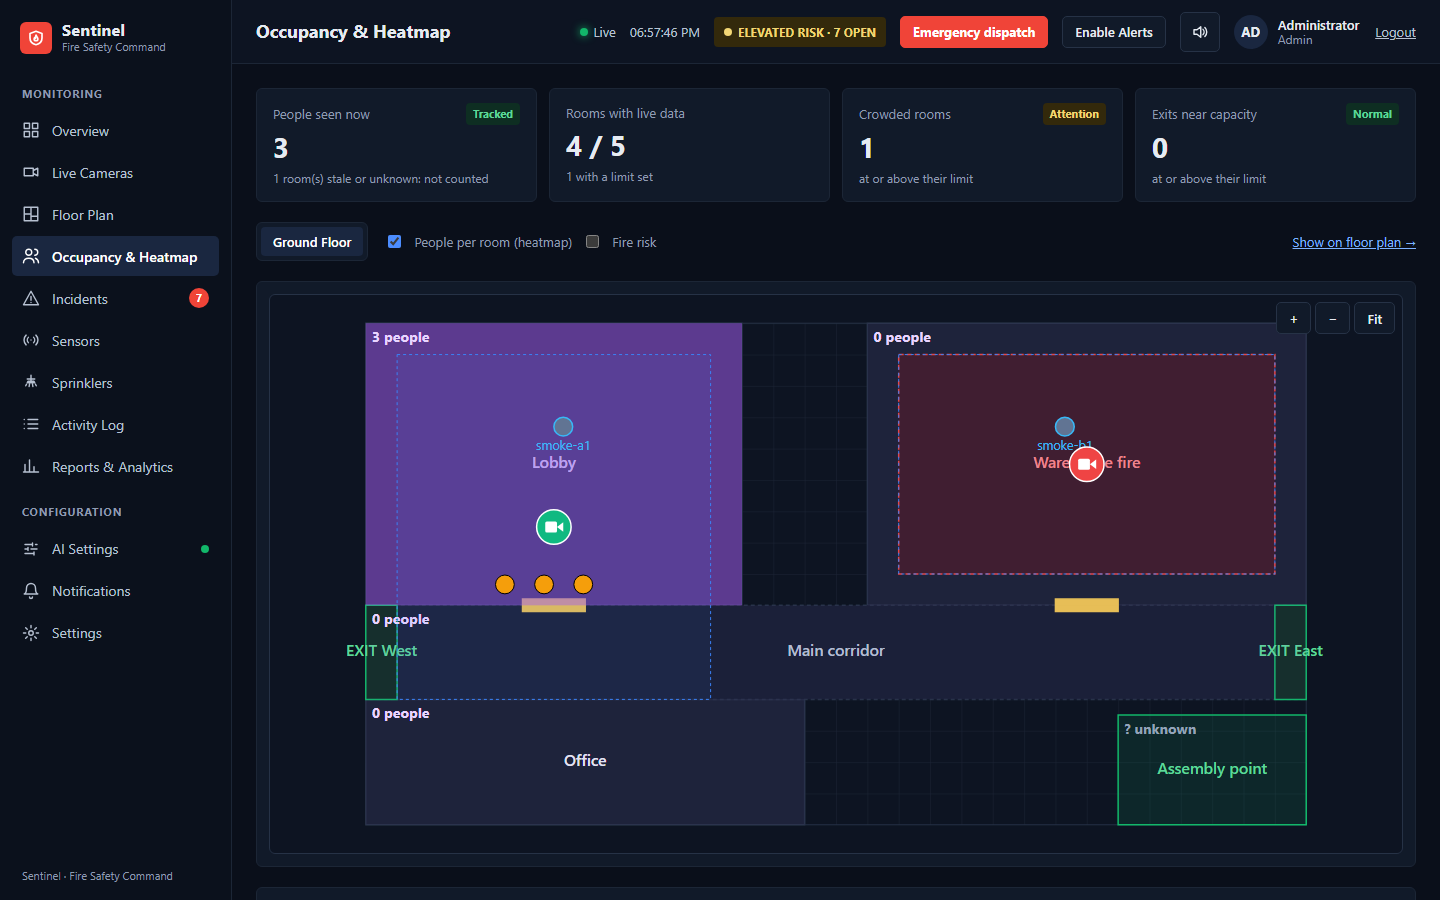 Sentinel
Fire Safety Command
MONITORING
Overview
Live Cameras
Floor Plan
Occupancy & Heatmap
Incidents
7
Sensors
Sprinklers
Activity Log
Reports & Analytics
CONFIGURATION
AI Settings
Notifications
Settings
Sentinel · Fire Safety Command
Occupancy & Heatmap
Live
06:57:46 PM
ELEVATED RISK · 7 OPEN
Emergency dispatch
Enable Alerts
AD
Administrator
Admin
Logout
People seen now
Tracked
3
1 room(s) stale or unknown: not counted
Rooms with live data
4 / 5
1 with a limit set
Crowded rooms
Attention
1
at or above their limit
Exits near capacity
Normal
0
at or above their limit
Ground Floor
People per room (heatmap)
Fire risk
Show on floor plan →
+
−
Fit
3 people
smoke-a1
Lobby
0 people
smoke-b1
fire
0 people
EXIT West
Main corridor
EXIT East
0 people
Office
? unknown
Assembly point